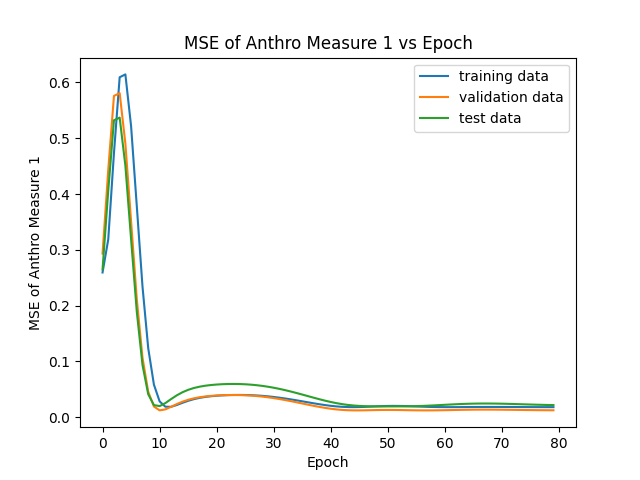 MSE of Anthro Measure 1 vs Epoch
training data
validation data
test data
MSE of Anthro Measure 1
0.6
0.5
0.4
0.3
0.2
0.1
0.0
0 10 20 30 40 50 60 70 80
Epoch